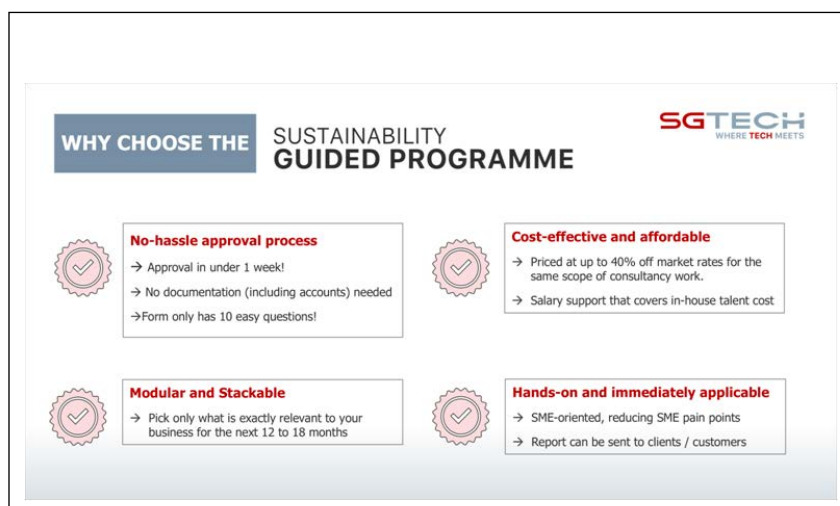 WHY CHOOSE THE
SUSTAINABILITY
GUIDED PROGRAMME
SGTECH
WHERE TECH MEETS
No-hassle approval process
→ Approval in under 1 week!
→ No documentation (including accounts) needed
→Form only has 10 easy questions!
Cost-effective and affordable
→ Priced at up to 40% off market rates for the
same scope of consultancy work.
→ Salary support that covers in-house talent cost
Modular and Stackable
→ Pick only what is exactly relevant to your
business for the next 12 to 18 months
Hands-on and immediately applicable
→ SME-oriented, reducing SME pain points
→ Report can be sent to clients / customers